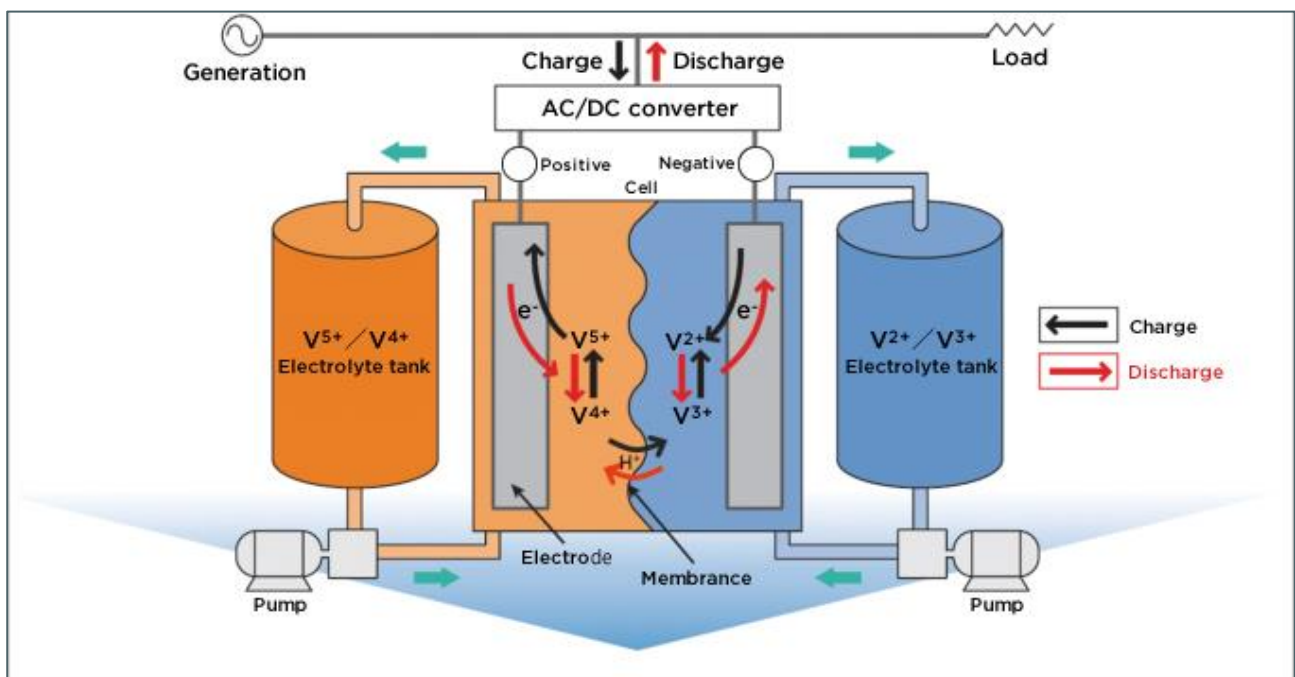 Generation
Charge
Discharge
Load
AC/DC converter
Positive
Negative
Cell
V⁵⁺/V⁴⁺
Electrolyte tank
e⁻
V⁵⁺
V⁴⁺
V²⁺
V³⁺
e⁻
H⁺
V²⁺/V³⁺
Electrolyte tank
Charge
Discharge
Electrode
Membrance
Pump
Pump